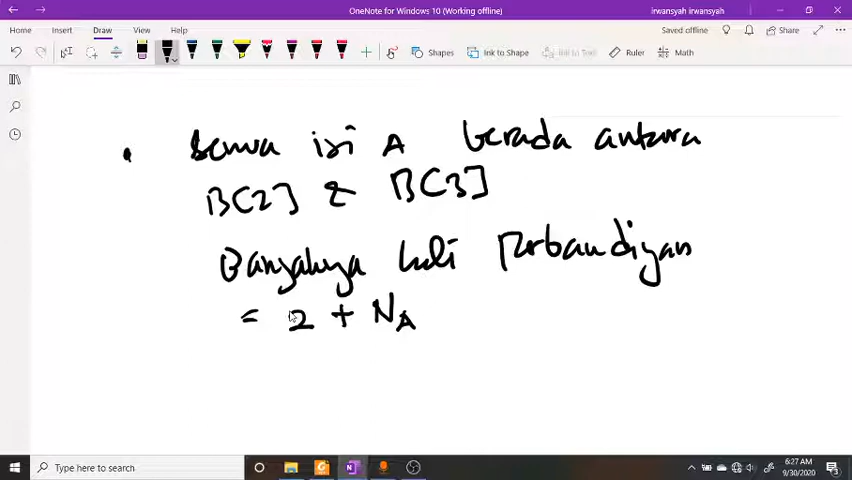 OneNote for Windows 10 (Working offline)
irwansyah irwansyah
Home Insert Draw View Help
Saved offline
Share
Shapes Ink to Shape Ink to Text Ruler Math
• Semua isi A berada antara
B[2] & B[3]
Banyaknya kali Perbandigan
= 2 + NA
Type here to search
6:27 AM
9/30/2020